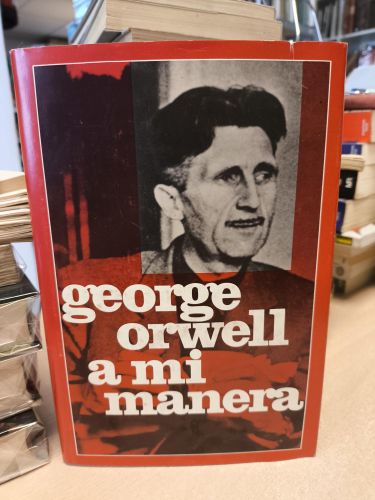 george
orwell
a mi
manera